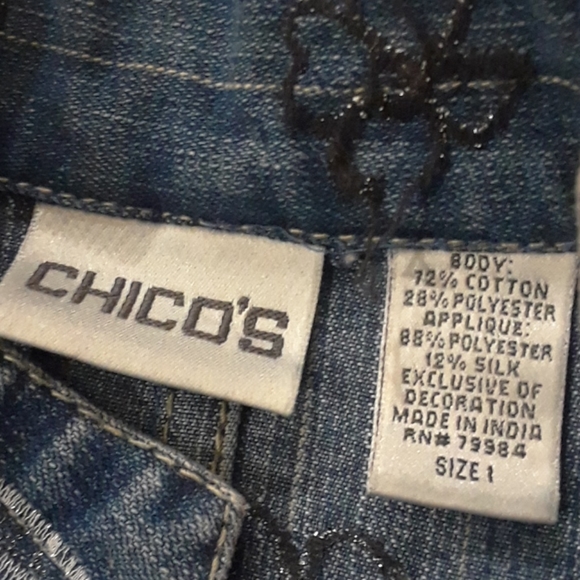 CHICO'S
BODY:
72% COTTON
28% POLYESTER
APPLIQUE:
88% POLYESTER
12% SILK
EXCLUSIVE OF
DECORATION
MADE IN INDIA
RN# 79984
SIZE 1